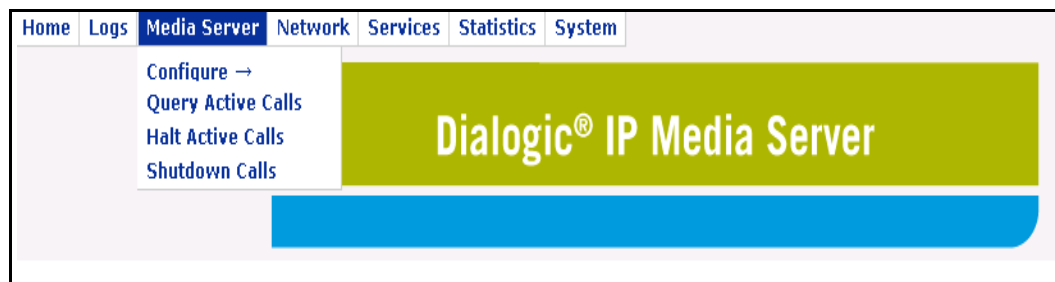 Home Logs Media Server Network Services Statistics System
Configure →
Query Active Calls
Halt Active Calls
Shutdown Calls
Dialogic® IP Media Server